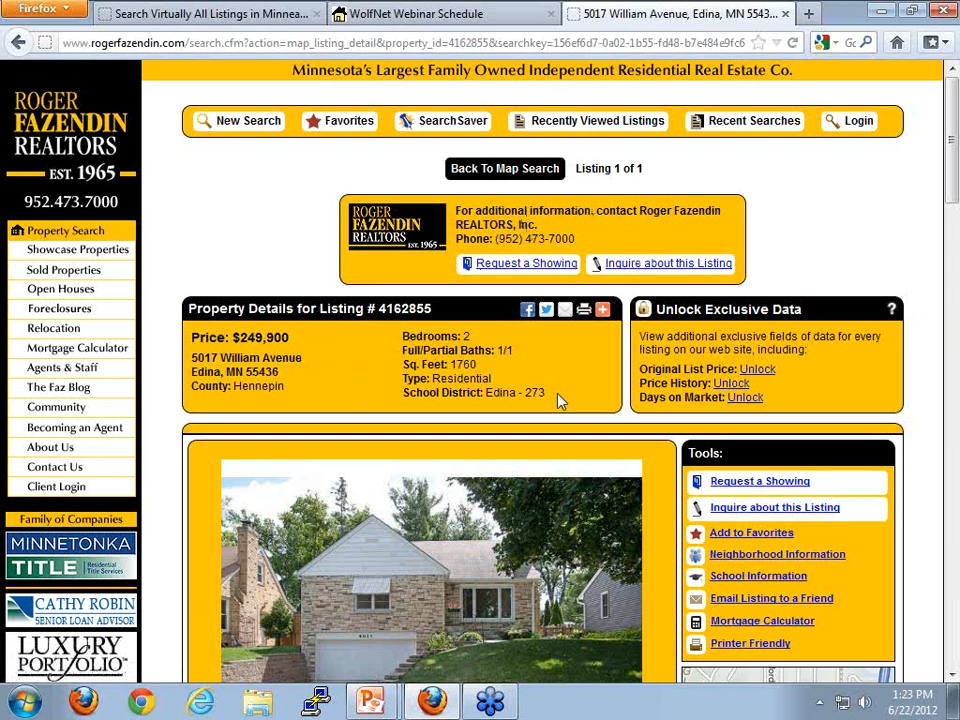 Firefox
Search Virtually All Listings in Minnea...
WolfNet Webinar Schedule
5017 William Avenue, Edina, MN 5543...
www.rogerfazendin.com/search.cfm?action=map_listing_detail&property_id=4162855&searchkey=156ef6d7-0a02-1b55-fd48-b7e484e9fc6
Minnesota's Largest Family Owned Independent Residential Real Estate Co.
ROGER
FAZENDIN
REALTORS
EST. 1965
952.473.7000
Property Search
Showcase Properties
Sold Properties
Open Houses
Foreclosures
Relocation
Mortgage Calculator
Agents & Staff
The Faz Blog
Community
Becoming an Agent
About Us
Contact Us
Client Login
Family of Companies
MINNETONKA
TITLE Residential Title Services
CATHY ROBIN
SENIOR LOAN ADVISOR
LUXURY
PORTFOLIO
New Search
Favorites
SearchSaver
Recently Viewed Listings
Recent Searches
Login
Back To Map Search
Listing 1 of 1
ROGER
FAZENDIN
REALTORS
EST. 1965
For additional information, contact Roger Fazendin
REALTORS, Inc.
Phone: (952) 473-7000
Request a Showing
Inquire about this Listing
Property Details for Listing # 4162855
Price: $249,900
5017 William Avenue
Edina, MN 55436
County: Hennepin
Bedrooms: 2
Full/Partial Baths: 1/1
Sq. Feet: 1760
Type: Residential
School District: Edina - 273
Unlock Exclusive Data
?
View additional exclusive fields of data for every
listing on our web site, including:
Original List Price: Unlock
Price History: Unlock
Days on Market: Unlock
Tools:
Request a Showing
Inquire about this Listing
Add to Favorites
Neighborhood Information
School Information
Email Listing to a Friend
Mortgage Calculator
Printer Friendly
1:23 PM
6/22/2012